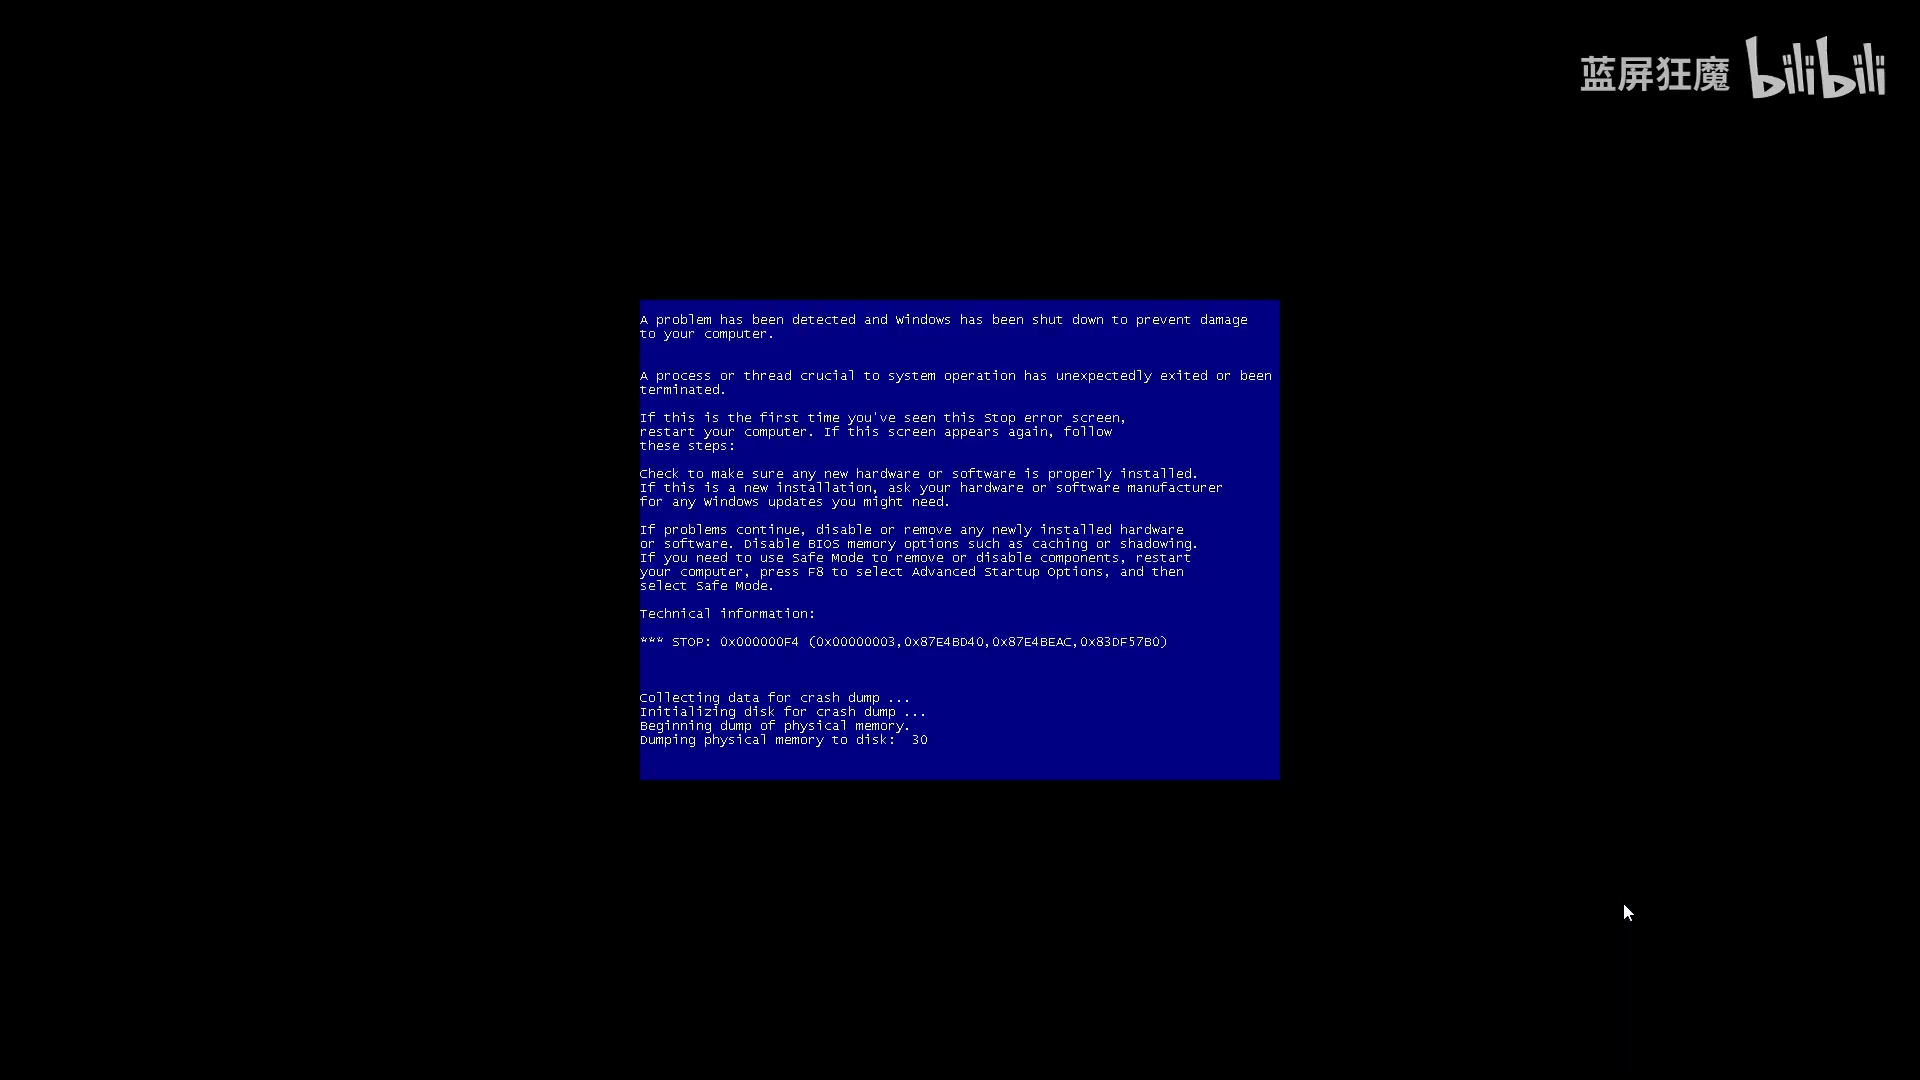 蓝屏狂魔 bilibili
A problem has been detected and Windows has been shut down to prevent damage
to your computer.
A process or thread crucial to system operation has unexpectedly exited or been
terminated.
If this is the first time you've seen this Stop error screen,
restart your computer. If this screen appears again, follow
these steps:
Check to make sure any new hardware or software is properly installed.
If this is a new installation, ask your hardware or software manufacturer
for any Windows updates you might need.
If problems continue, disable or remove any newly installed hardware
or software. Disable BIOS memory options such as caching or shadowing.
If you need to use Safe Mode to remove or disable components, restart
your computer, press F8 to select Advanced Startup Options, and then
select Safe Mode.
Technical information:
*** STOP: 0x000000F4 (0x00000003,0x87E4BD40,0x87E4BEAC,0x83DF57B0)
Collecting data for crash dump ...
Initializing disk for crash dump ...
Beginning dump of physical memory.
Dumping physical memory to disk:  30